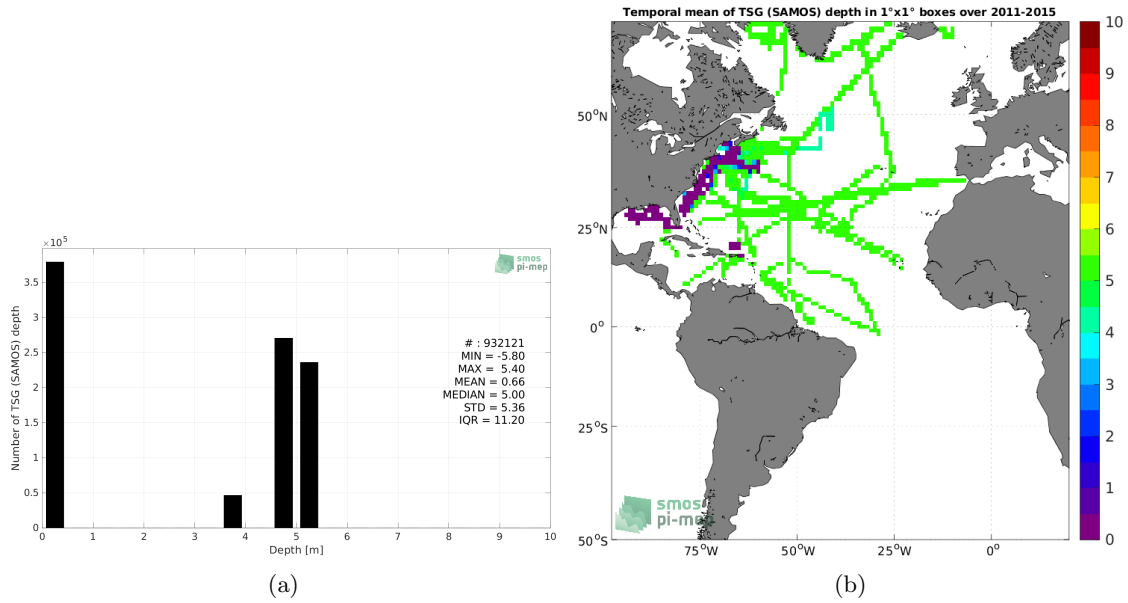 ×10^5
3.5
3
2.5
2
1.5
1
0.5
0
0 1 2 3 4 5 6 7 8 9 10
Number of TSG (SAMOS) depth
Depth [m]
smos
pi-mep
# : 932121
MIN = -5.80
MAX = 5.40
MEAN = 0.66
MEDIAN = 5.00
STD = 5.36
IQR = 11.20
(a)
Temporal mean of TSG (SAMOS) depth in 1°x1° boxes over 2011-2015
50°N
25°N
0°
25°S
50°S
75°W 50°W 25°W 0°
smos
pi-mep
10
9
8
7
6
5
4
3
2
1
0
(b)